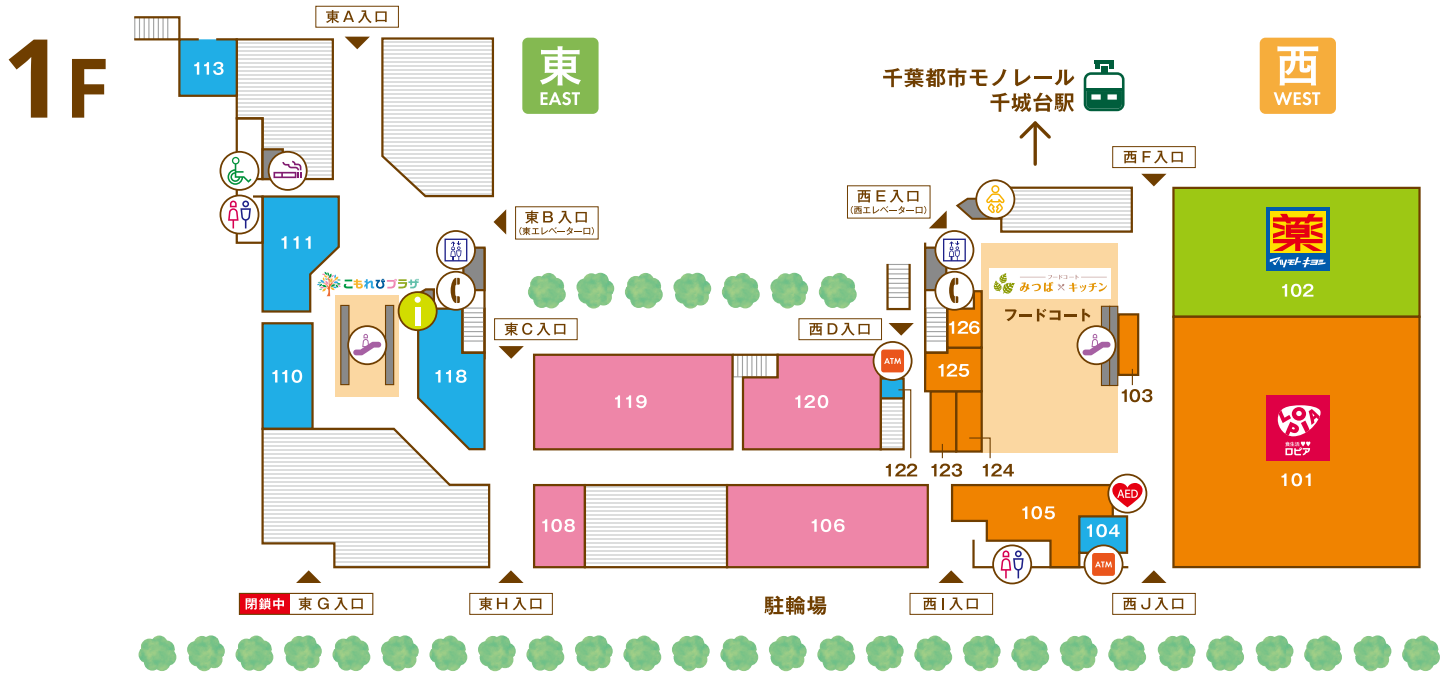 1F
東A入口
東
EAST
千葉都市モノレール
千城台駅
西
WEST
113
西F入口
西E入口
(西エレベーター口)
東B入口
(東エレベーター口)
111
こもれびプラザ
i
フードコート
みつば×キッチン
フードコート
薬
マツモトキヨシ
102
東C入口
西D入口
126
ATM
110
118
119
120
125
103
LOPIA
食生活♥♥
ロピア
101
122
123
124
108
106
105
AED
104
ATM
閉鎖中
東G入口
東H入口
駐輪場
西I入口
西J入口